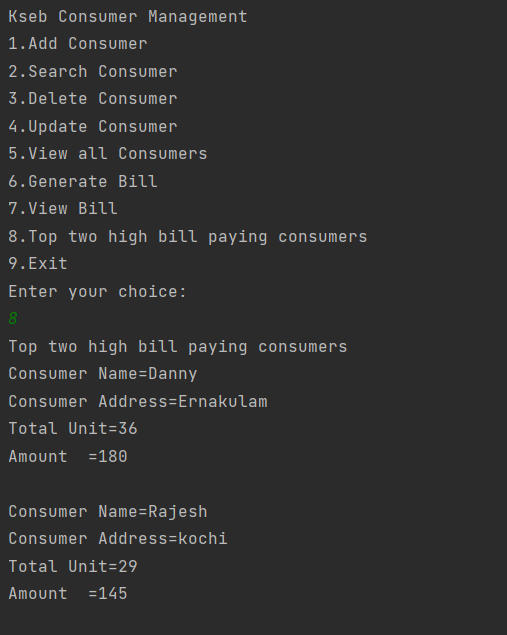 Kseb Consumer Management
1.Add Consumer
2.Search Consumer
3.Delete Consumer
4.Update Consumer
5.View all Consumers
6.Generate Bill
7.View Bill
8.Top two high bill paying consumers
9.Exit
Enter your choice:
8
Top two high bill paying consumers
Consumer Name=Danny
Consumer Address=Ernakulam
Total Unit=36
Amount  =180

Consumer Name=Rajesh
Consumer Address=kochi
Total Unit=29
Amount  =145